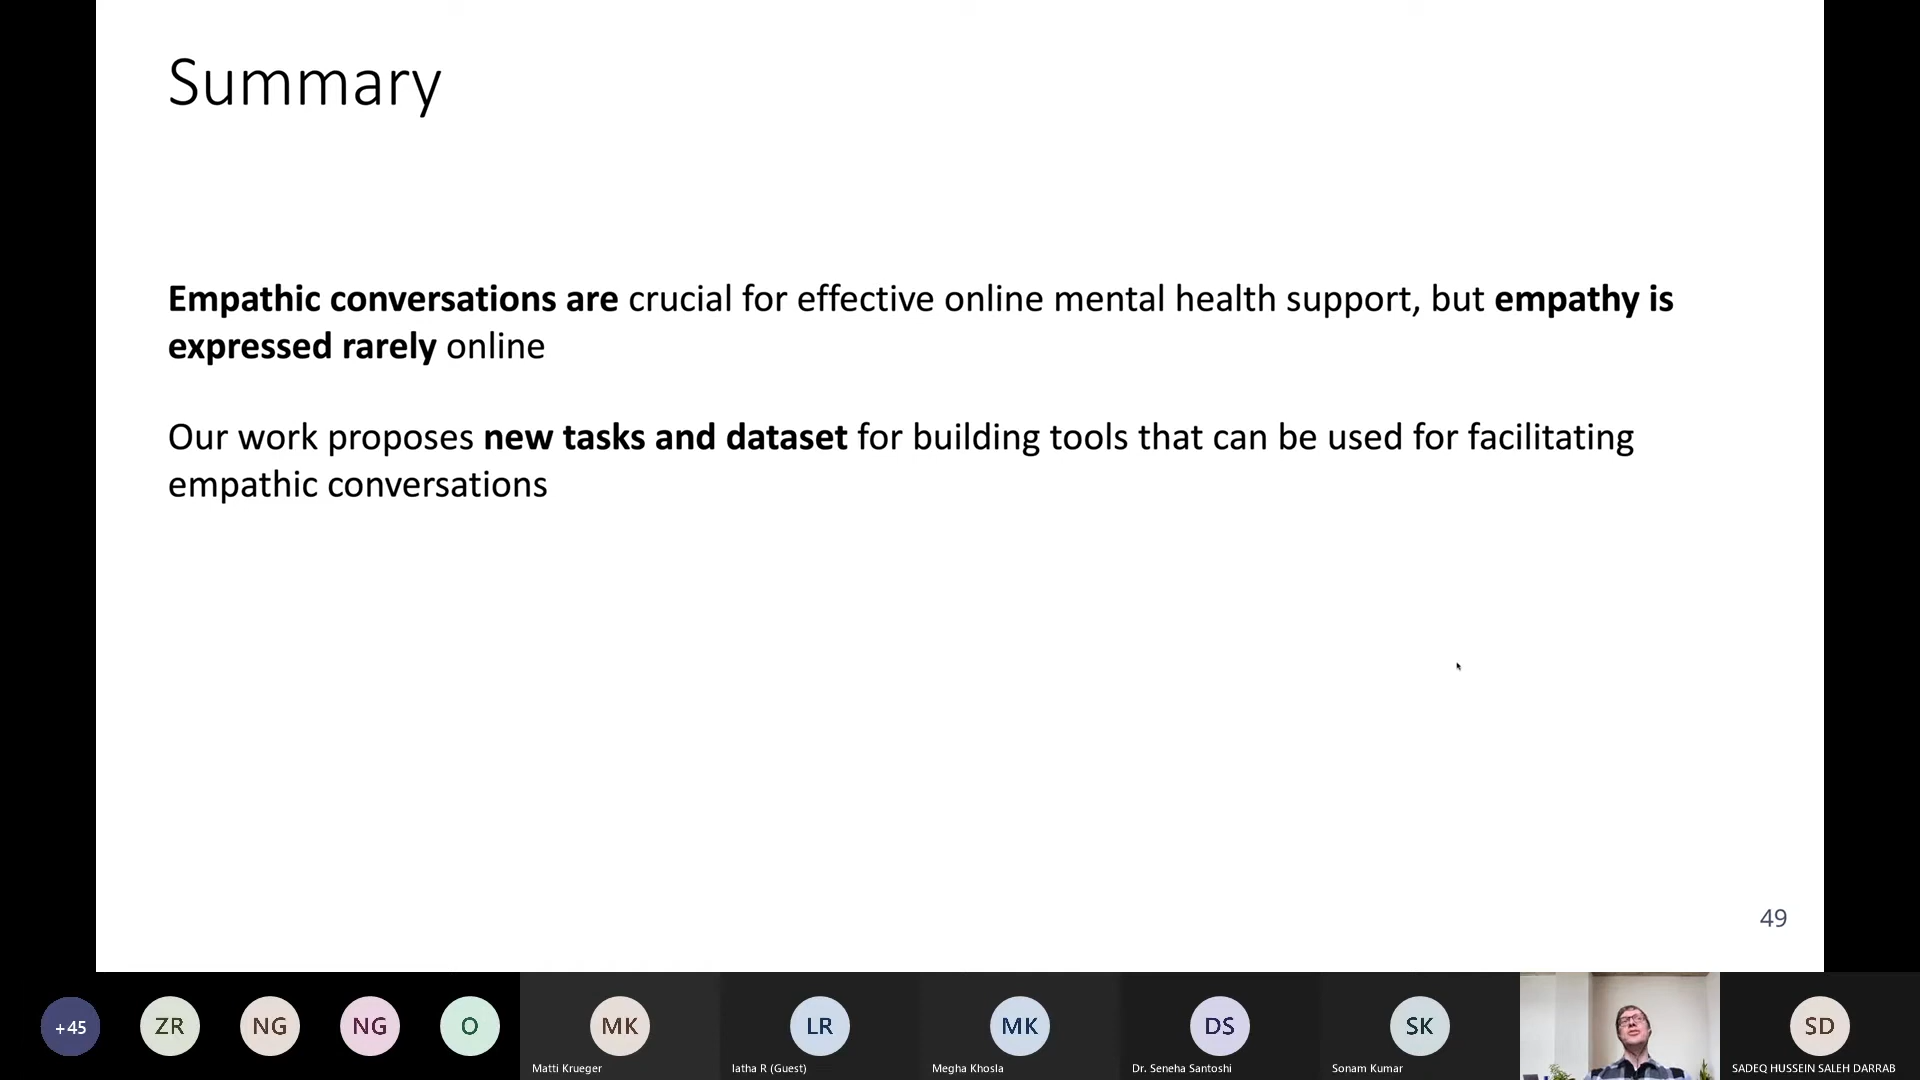 Summary
Empathic conversations are crucial for effective online mental health support, but empathy is
expressed rarely online
Our work proposes new tasks and dataset for building tools that can be used for facilitating
empathic conversations
49
+45
ZR
NG
NG
O
MK
Matti Krueger
LR
latha R (Guest)
MK
Megha Khosla
DS
Dr. Seneha Santoshi
SK
Sonam Kumar
SD
SADEQ HUSSEIN SALEH DARRAB